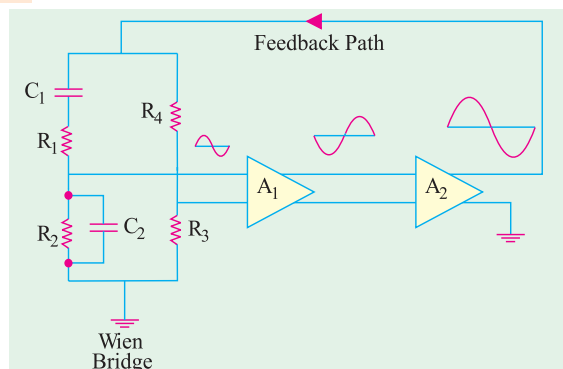 Feedback Path
C1
R4
R1
A1
A2
R2
C2
R3
Wien
Bridge